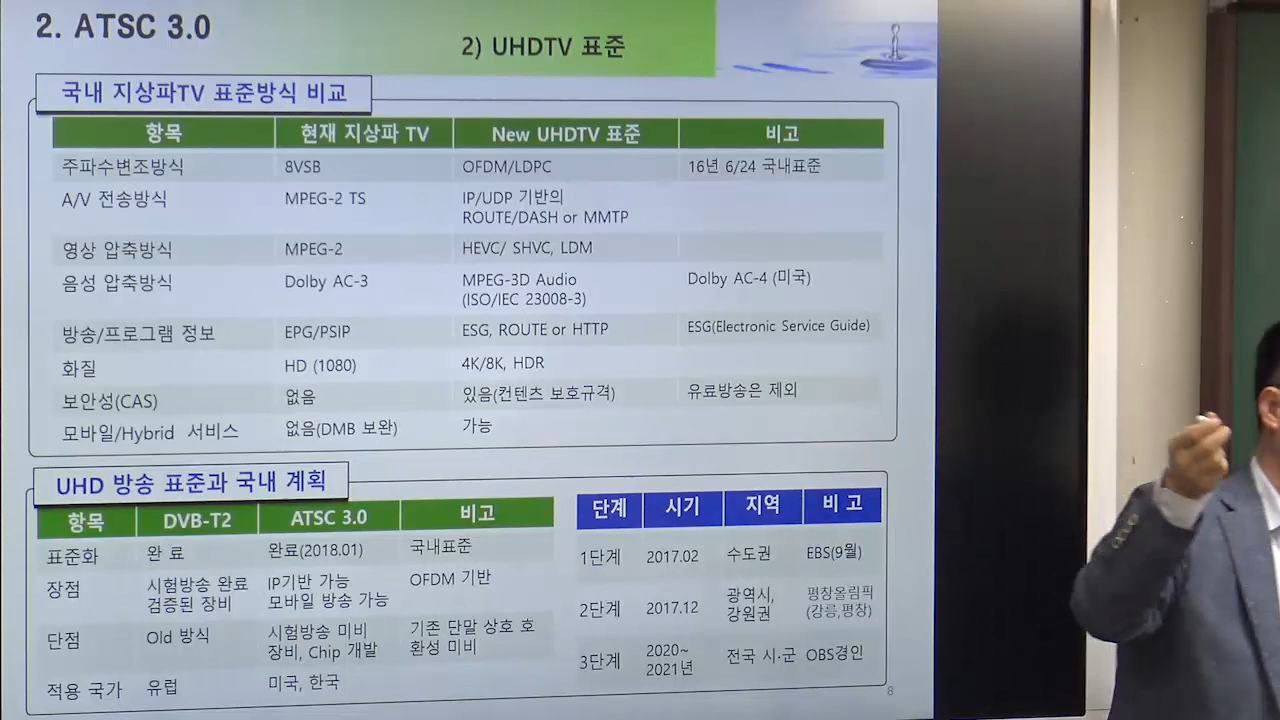 2. ATSC 3.0
2) UHDTV 표준
국내 지상파TV 표준방식 비교
항목 현재 지상파 TV New UHDTV 표준 비고
주파수변조방식 8VSB OFDM/LDPC 16년 6/24 국내표준
A/V 전송방식 MPEG-2 TS IP/UDP 기반의
ROUTE/DASH or MMTP
영상 압축방식 MPEG-2 HEVC/ SHVC, LDM
음성 압축방식 Dolby AC-3 MPEG-3D Audio Dolby AC-4 (미국)
(ISO/IEC 23008-3)
방송/프로그램 정보 EPG/PSIP ESG, ROUTE or HTTP ESG(Electronic Service Guide)
화질 HD (1080) 4K/8K, HDR
보안성(CAS) 없음 있음(컨텐츠 보호규격) 유료방송은 제외
모바일/Hybrid 서비스 없음(DMB 보완) 가능
UHD 방송 표준과 국내 계획
항목 DVB-T2 ATSC 3.0 비고
표준화 완 료 완료(2018.01) 국내표준
장점 시험방송 완료 IP기반 가능 OFDM 기반
검증된 장비 모바일 방송 가능
단점 Old 방식 시험방송 미비 기존 단말 상호 호
장비, Chip 개발 환성 미비
적용 국가 유럽 미국, 한국
단계 시기 지역 비 고
1단계 2017.02 수도권 EBS(9월)
2단계 2017.12 광역시, 평창올림픽
강원권 (강릉,평창)
3단계 2020~ 전국 시·군 OBS경인
2021년
8